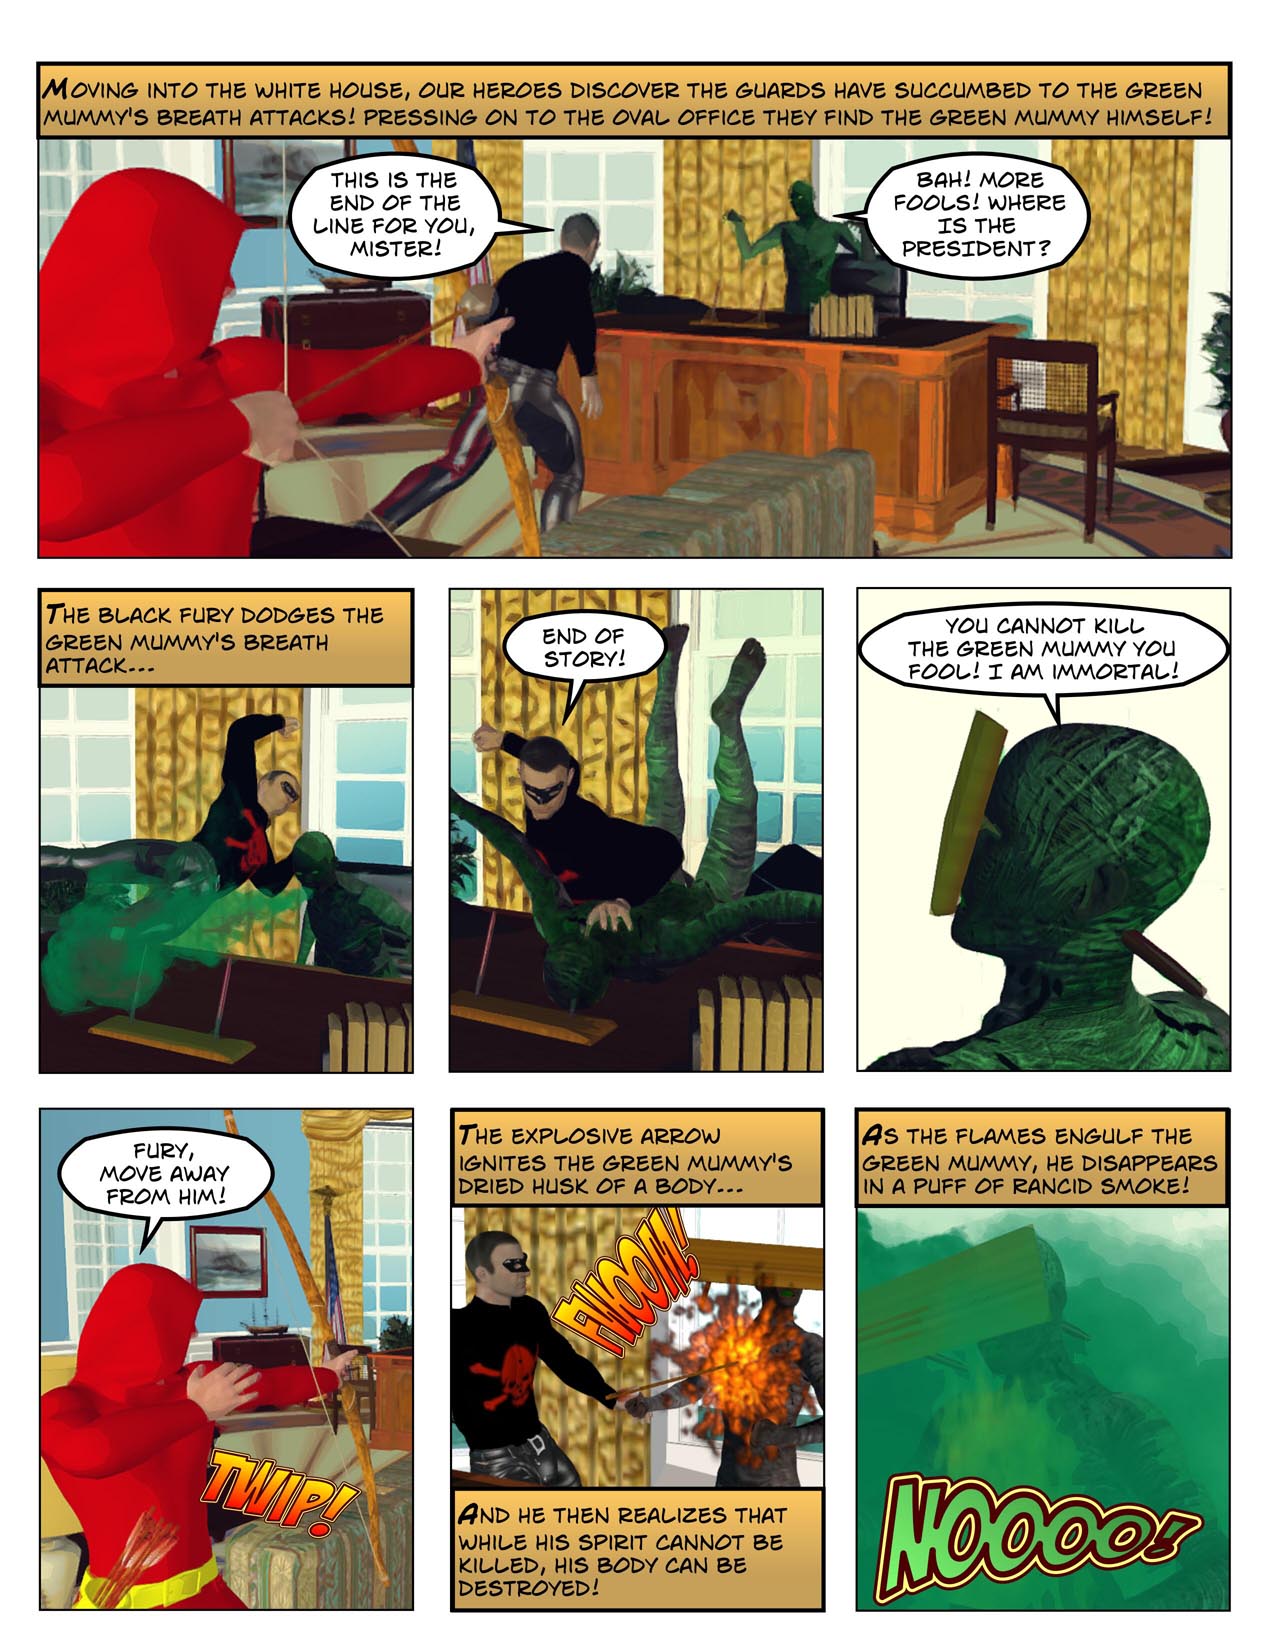 MOVING INTO THE WHITE HOUSE, OUR HEROES DISCOVER THE GUARDS HAVE SUCCUMBED TO THE GREEN
MUMMY'S BREATH ATTACKS! PRESSING ON TO THE OVAL OFFICE THEY FIND THE GREEN MUMMY HIMSELF!
THIS IS THE
END OF THE
LINE FOR YOU,
MISTER!
BAH! MORE
FOOLS! WHERE
IS THE
PRESIDENT?
THE BLACK FURY DODGES THE
GREEN MUMMY'S BREATH
ATTACK...
END OF
STORY!
YOU CANNOT KILL
THE GREEN MUMMY YOU
FOOL! I AM IMMORTAL!
FURY,
MOVE AWAY
FROM HIM!
TWIP!
THE EXPLOSIVE ARROW
IGNITES THE GREEN MUMMY'S
DRIED HUSK OF A BODY...
FWOOM!!
AND HE THEN REALIZES THAT
WHILE HIS SPIRIT CANNOT BE
KILLED, HIS BODY CAN BE
DESTROYED!
AS THE FLAMES ENGULF THE
GREEN MUMMY, HE DISAPPEARS
IN A PUFF OF RANCID SMOKE!
NOOOO!